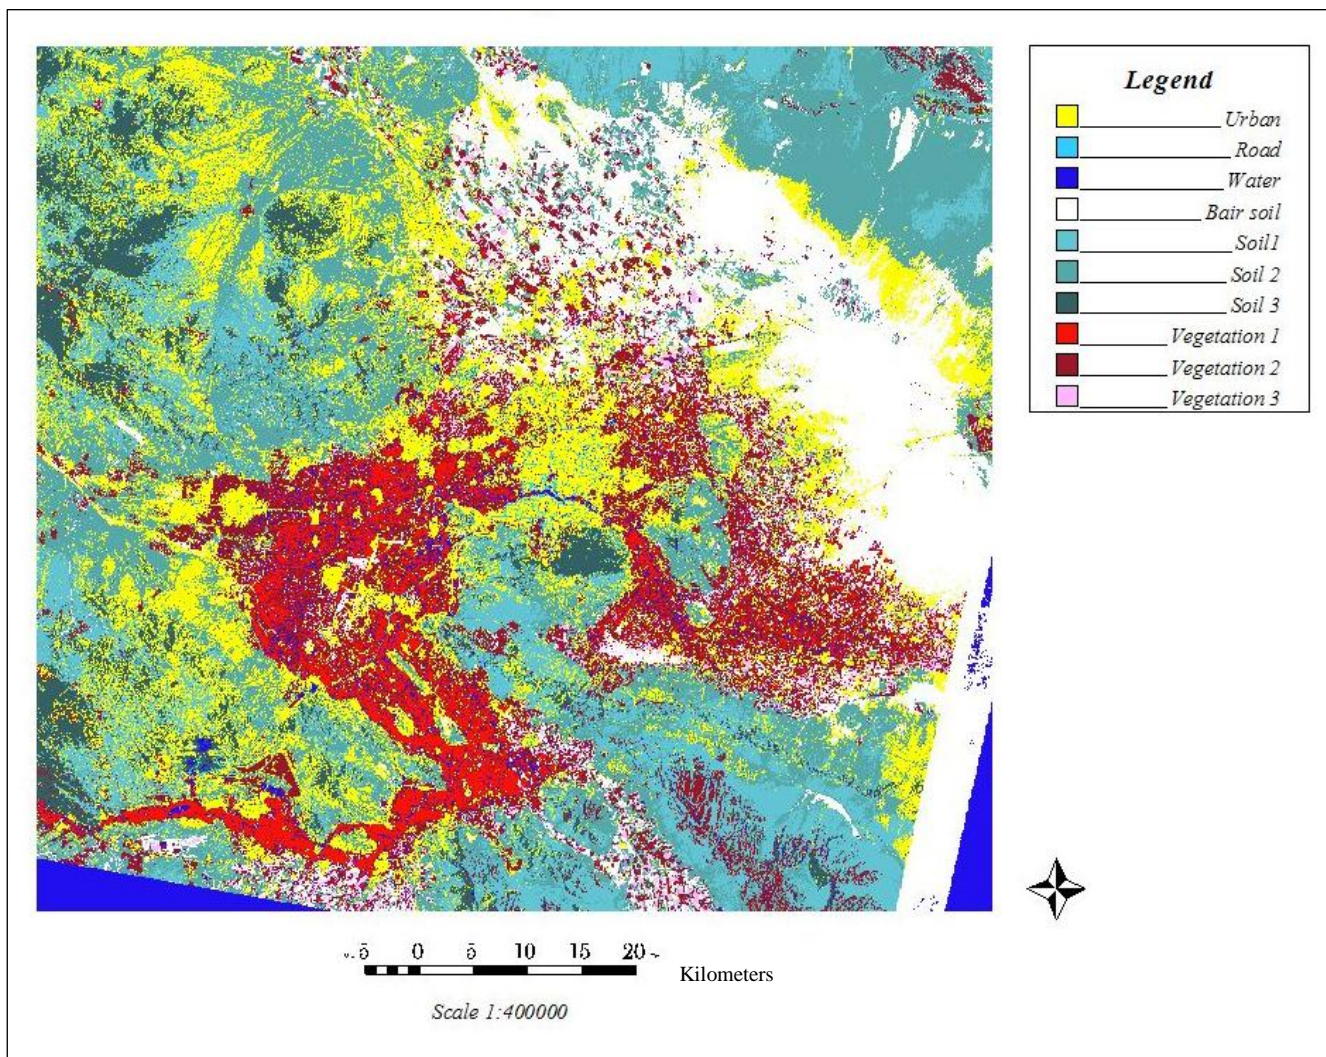 Legend
Urban
Road
Water
Bair soil
Soil1
Soil 2
Soil 3
Vegetation 1
Vegetation 2
Vegetation 3
5 0 5 10 15 20
Kilometers
Scale 1:400000